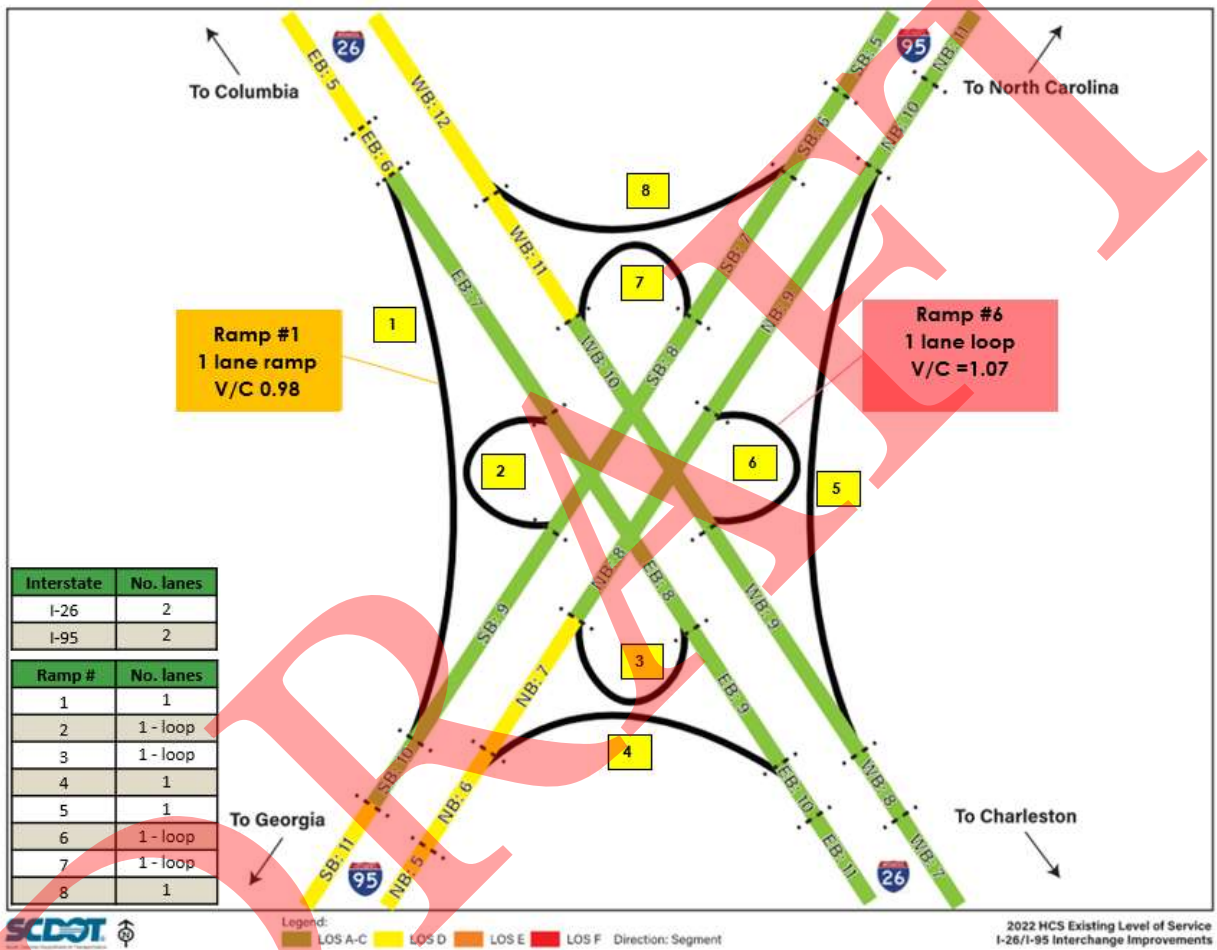 26
95
To Columbia
To North Carolina
EB: 5
WB: 12
SB: 5
NB: 11
EB: 6
SB: 6
NB: 10
8
EB: 7
WB: 11
SB: 7
NB: 9
7
1
Ramp #1
1 lane ramp
V/C 0.98
Ramp #6
1 lane loop
V/C =1.07
WB: 10
SB: 8
2
6
5
NB: 8
EB: 8
SB: 9
WB: 9
3
NB: 7
EB: 9
4
Interstate No. lanes
I-26 2
I-95 2
Ramp # No. lanes
1 1
2 1 - loop
3 1 - loop
4 1
5 1
6 1 - loop
7 1 - loop
8 1
SB: 10
NB: 6
EB: 10
WB: 8
To Georgia
To Charleston
SB: 11
NB: 5
EB: 11
WB: 7
95
26
DRAFT
SCDOT
Legend:
LOS A-C LOS D LOS E LOS F Direction: Segment
2022 HCS Existing Level of Service
I-26/I-95 Interchange Improvements